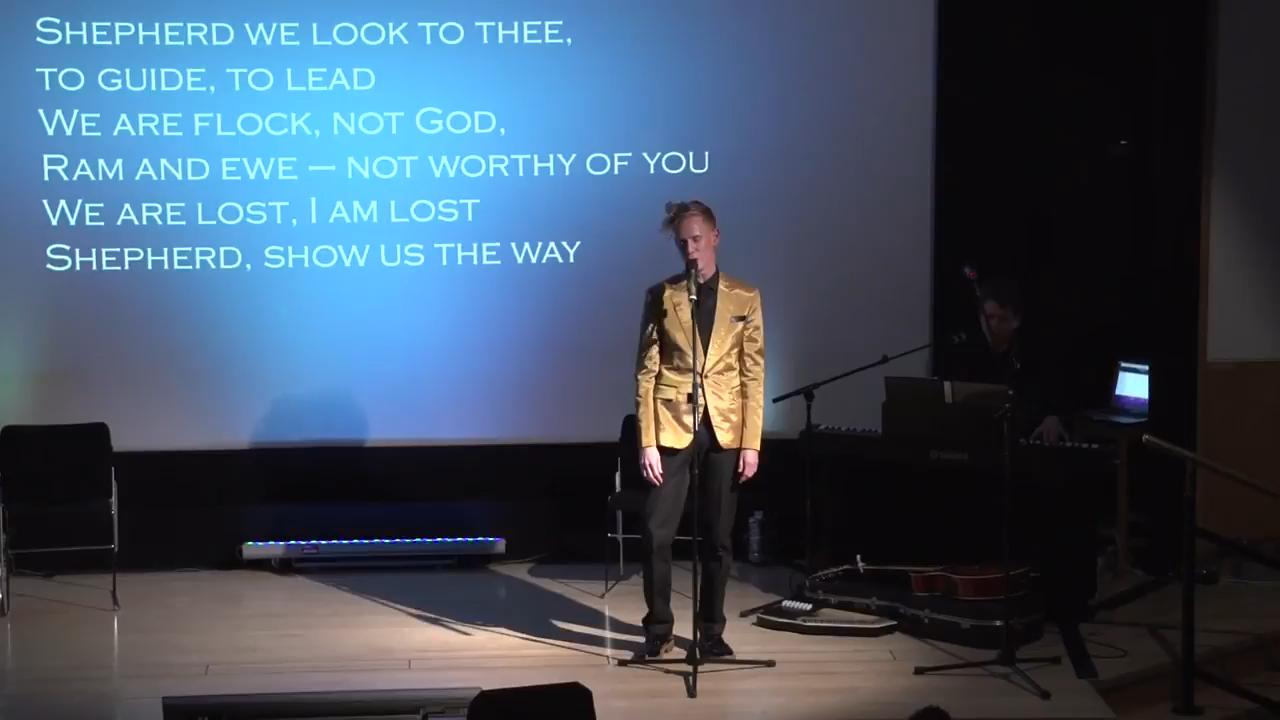 Shepherd we look to thee,
to guide, to lead
We are flock, not God,
Ram and ewe – not worthy of you
We are lost, I am lost
Shepherd, show us the way